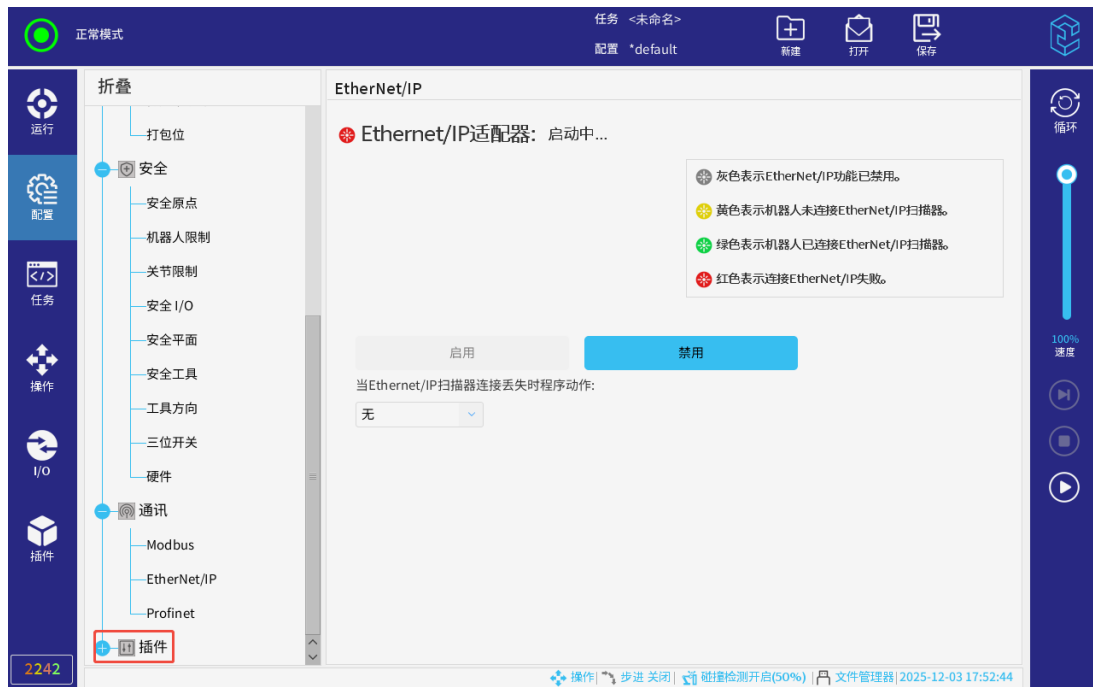 正常模式
任务 <未命名>
配置 *default
新建
打开
保存
运行
配置
任务
操作
I/O
插件
2242
折叠
打包位
安全
安全原点
机器人限制
关节限制
安全 I/O
安全平面
安全工具
工具方向
三位开关
硬件
通讯
Modbus
EtherNet/IP
Profinet
插件
EtherNet/IP
Ethernet/IP适配器: 启动中...
灰色表示EtherNet/IP功能已禁用。
黄色表示机器人未连接EtherNet/IP扫描器。
绿色表示机器人已连接EtherNet/IP扫描器。
红色表示连接EtherNet/IP失败。
启用
禁用
当Ethernet/IP扫描器连接丢失时程序动作:
无
循环
100%
速度
操作| 步进 关闭| 碰撞检测开启(50%) | 文件管理器| 2025-12-03 17:52:44